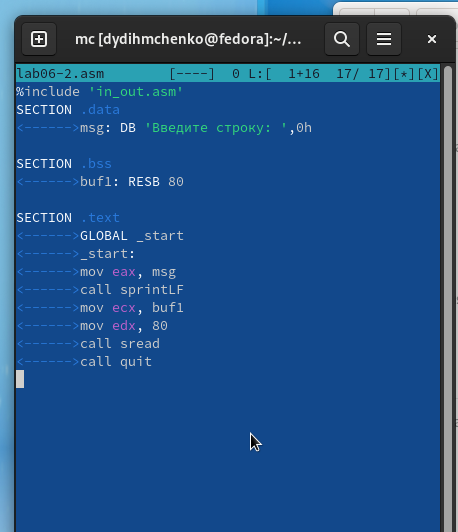 mc [dydihmchenko@fedora]:~/...
lab06-2.asm [----] 0 L:[ 1+16 17/ 17][*][X]
%include 'in_out.asm'
SECTION .data
<------>msg: DB 'Введите строку: ',0h
SECTION .bss
<------>buf1: RESB 80
SECTION .text
<------>GLOBAL _start
<------>_start:
<------>mov eax, msg
<------>call sprintLF
<------>mov ecx, buf1
<------>mov edx, 80
<------>call sread
<------>call quit